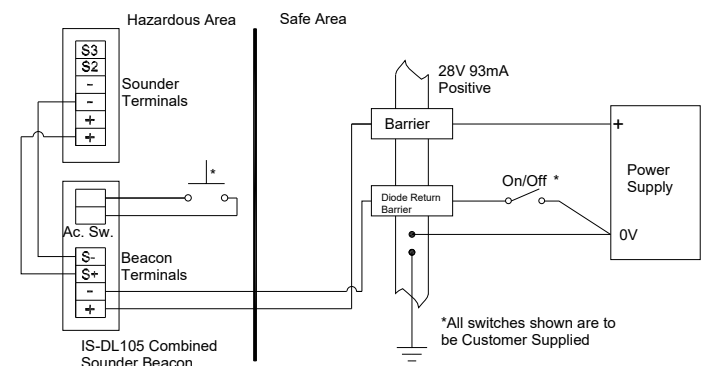 Hazardous Area
Safe Area
S3
S2
-
-
+
+
Sounder
Terminals
28V 93mA
Positive
Barrier
+
Power
Supply
*
On/Off *
Diode Return
Barrier
Ac. Sw.
0V
S-
S+
-
+
Beacon
Terminals
*All switches shown are to
be Customer Supplied
IS-DL105 Combined
Sounder Beacon